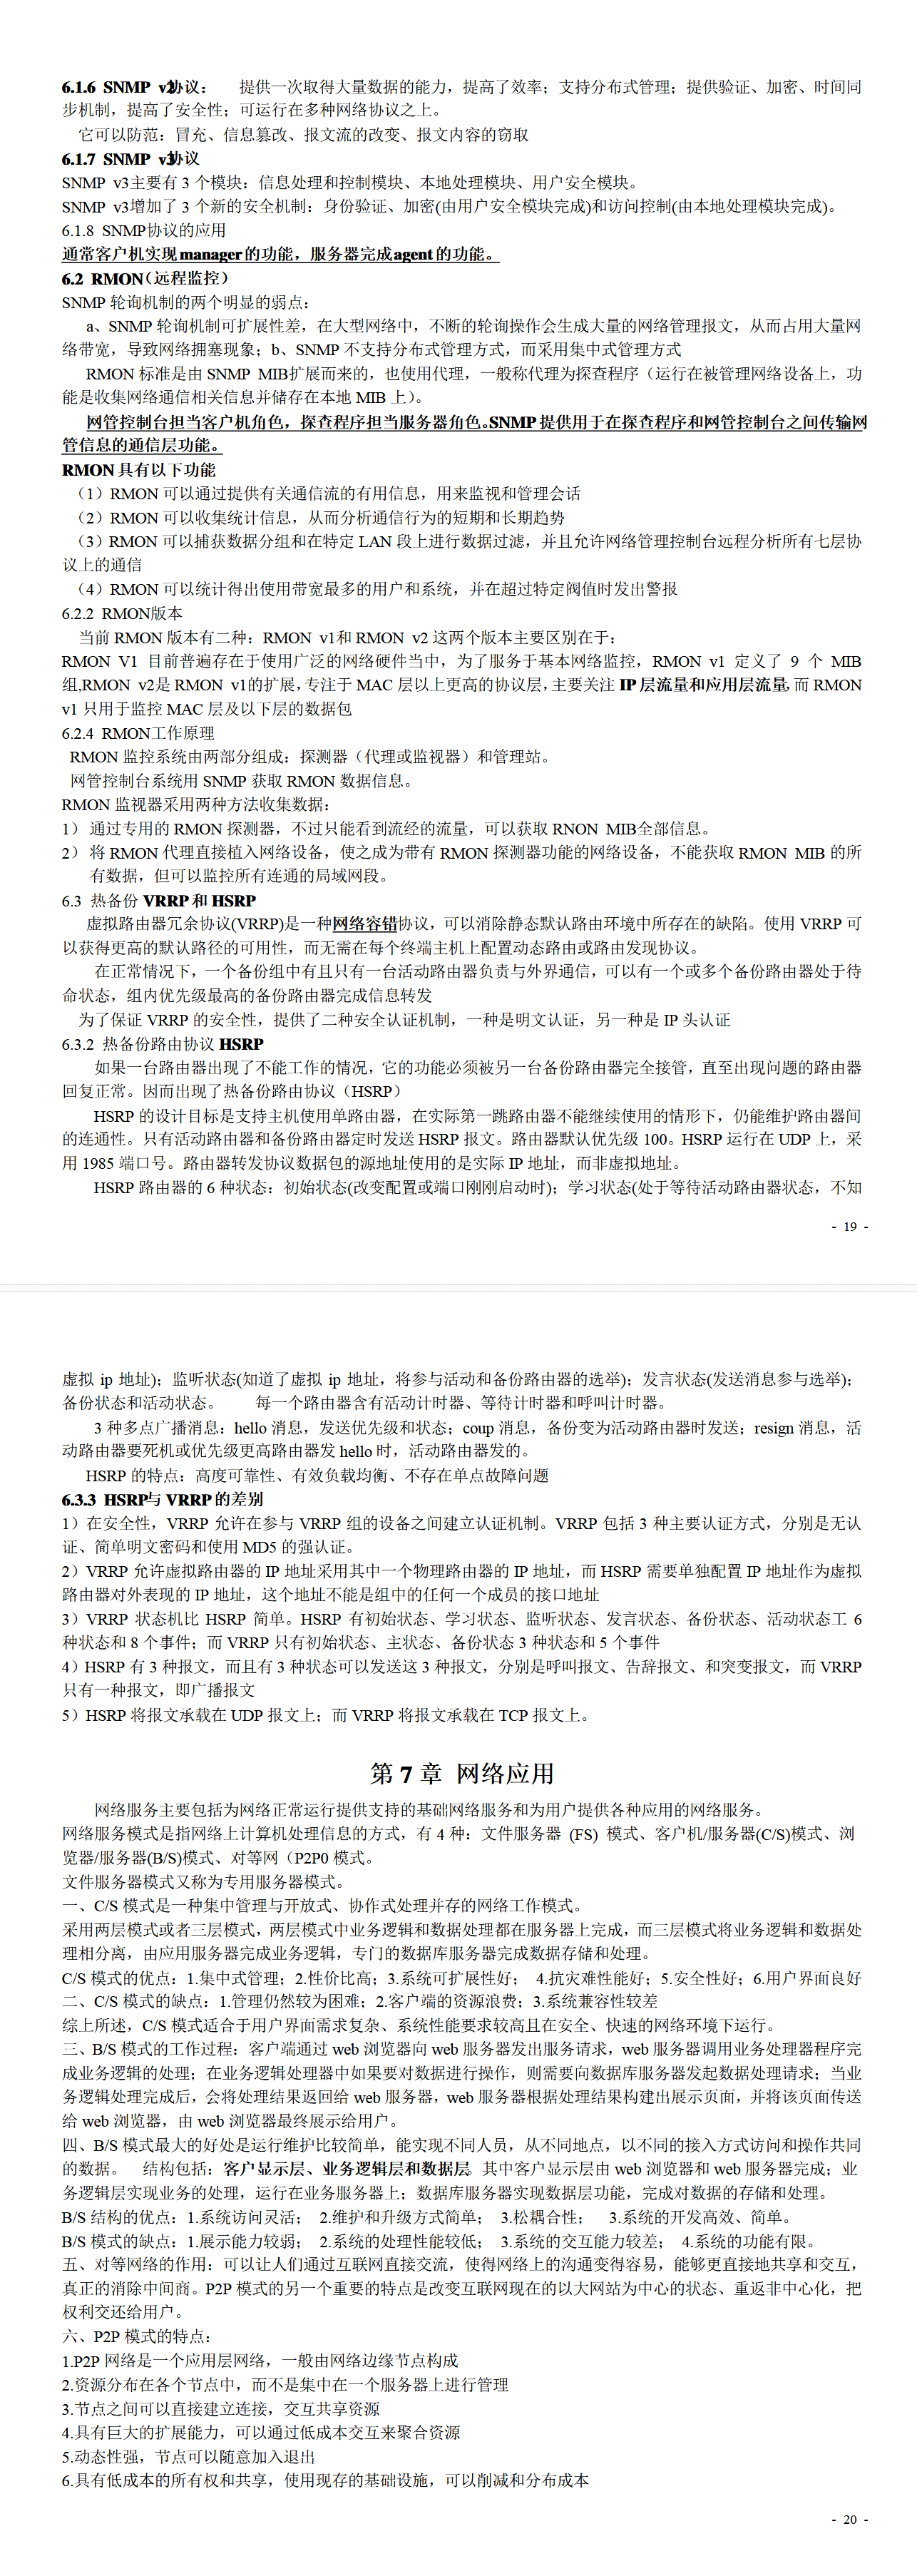 6.1.6 SNMP v2协议： 提供一次取得大量数据的能力，提高了效率；支持分布式管理；提供验证、加密、时间同
步机制，提高了安全性；可运行在多种网络协议之上。
它可以防范：冒充、信息篡改、报文流的改变、报文内容的窃取
6.1.7 SNMP v3协议
SNMP v3主要有 3 个模块：信息处理和控制模块、本地处理模块、用户安全模块。
SNMP v3增加了 3 个新的安全机制：身份验证、加密(由用户安全模块完成)和访问控制(由本地处理模块完成)。
6.1.8 SNMP协议的应用
通常客户机实现manager的功能，服务器完成agent的功能。
6.2 RMON（远程监控）
SNMP 轮询机制的两个明显的弱点：
a、SNMP 轮询机制可扩展性差，在大型网络中，不断的轮询操作会生成大量的网络管理报文，从而占用大量网
络带宽，导致网络拥塞现象；b、SNMP 不支持分布式管理方式，而采用集中式管理方式
RMON 标准是由 SNMP MIB扩展而来的，也使用代理，一般称代理为探查程序（运行在被管理网络设备上，功
能是收集网络通信相关信息并储存在本地 MIB 上）。
网管控制台担当客户机角色，探查程序担当服务器角色。SNMP 提供用于在探查程序和网管控制台之间传输网
管信息的通信层功能。
RMON 具有以下功能
（1）RMON 可以通过提供有关通信流的有用信息，用来监视和管理会话
（2）RMON 可以收集统计信息，从而分析通信行为的短期和长期趋势
（3）RMON 可以捕获数据分组和在特定 LAN 段上进行数据过滤，并且允许网络管理控制台远程分析所有七层协
议上的通信
（4）RMON 可以统计得出使用带宽最多的用户和系统，并在超过特定阀值时发出警报
6.2.2 RMON版本
当前 RMON 版本有二种：RMON v1和 RMON v2 这两个版本主要区别在于：
RMON V1 目前普遍存在于使用广泛的网络硬件当中，为了服务于基本网络监控，RMON v1 定义了 9 个 MIB
组,RMON v2是 RMON v1的扩展，专注于 MAC 层以上更高的协议层，主要关注 IP 层流量和应用层流量，而 RMON
v1 只用于监控 MAC 层及以下层的数据包
6.2.4 RMON工作原理
RMON 监控系统由两部分组成：探测器（代理或监视器）和管理站。
网管控制台系统用 SNMP 获取 RMON 数据信息。
RMON 监视器采用两种方法收集数据：
1） 通过专用的 RMON 探测器，不过只能看到流经的流量，可以获取 RNON MIB全部信息。
2） 将 RMON 代理直接植入网络设备，使之成为带有 RMON 探测器功能的网络设备，不能获取 RMON MIB 的所
有数据，但可以监控所有连通的局域网段。
6.3 热备份 VRRP 和 HSRP
虚拟路由器冗余协议(VRRP)是一种网络容错协议，可以消除静态默认路由环境中所存在的缺陷。使用 VRRP 可
以获得更高的默认路径的可用性，而无需在每个终端主机上配置动态路由或路由发现协议。
在正常情况下，一个备份组中有且只有一台活动路由器负责与外界通信，可以有一个或多个备份路由器处于待
命状态，组内优先级最高的备份路由器完成信息转发
为了保证 VRRP 的安全性，提供了二种安全认证机制，一种是明文认证，另一种是 IP 头认证
6.3.2 热备份路由协议 HSRP
如果一台路由器出现了不能工作的情况，它的功能必须被另一台备份路由器完全接管，直至出现问题的路由器
回复正常。因而出现了热备份路由协议（HSRP）
HSRP 的设计目标是支持主机使用单路由器，在实际第一跳路由器不能继续使用的情形下，仍能维护路由器间
的连通性。只有活动路由器和备份路由器定时发送 HSRP 报文。路由器默认优先级 100。HSRP 运行在 UDP 上，采
用 1985 端口号。路由器转发协议数据包的源地址使用的是实际 IP 地址，而非虚拟地址。
HSRP 路由器的 6 种状态：初始状态(改变配置或端口刚刚启动时)；学习状态(处于等待活动路由器状态，不知
- 19 -
虚拟 ip 地址)；监听状态(知道了虚拟 ip 地址，将参与活动和备份路由器的选举)；发言状态(发送消息参与选举)；
备份状态和活动状态。 每一个路由器含有活动计时器、等待计时器和呼叫计时器。
3 种多点广播消息：hello 消息，发送优先级和状态；coup 消息，备份变为活动路由器时发送；resign 消息，活
动路由器要死机或优先级更高路由器发 hello 时，活动路由器发的。
HSRP 的特点：高度可靠性、有效负载均衡、不存在单点故障问题
6.3.3 HSRP与 VRRP 的差别
1）在安全性，VRRP 允许在参与 VRRP 组的设备之间建立认证机制。VRRP 包括 3 种主要认证方式，分别是无认
证、简单明文密码和使用 MD5 的强认证。
2）VRRP 允许虚拟路由器的 IP 地址采用其中一个物理路由器的 IP 地址，而 HSRP 需要单独配置 IP 地址作为虚拟
路由器对外表现的 IP 地址，这个地址不能是组中的任何一个成员的接口地址
3）VRRP 状态机比 HSRP 简单。HSRP 有初始状态、学习状态、监听状态、发言状态、备份状态、活动状态工 6
种状态和 8 个事件；而 VRRP 只有初始状态、主状态、备份状态 3 种状态和 5 个事件
4）HSRP 有 3 种报文，而且有 3 种状态可以发送这 3 种报文，分别是呼叫报文、告辞报文、和突变报文，而 VRRP
只有一种报文，即广播报文
5）HSRP 将报文承载在 UDP 报文上；而 VRRP 将报文承载在 TCP 报文上。
第 7 章 网络应用
网络服务主要包括为网络正常运行提供支持的基础网络服务和为用户提供各种应用的网络服务。
网络服务模式是指网络上计算机处理信息的方式，有 4 种：文件服务器 (FS) 模式、客户机/服务器(C/S)模式、浏
览器/服务器(B/S)模式、对等网（P2P0 模式。
文件服务器模式又称为专用服务器模式。
一、C/S 模式是一种集中管理与开放式、协作式处理并存的网络工作模式。
采用两层模式或者三层模式，两层模式中业务逻辑和数据处理都在服务器上完成，而三层模式将业务逻辑和数据处
理相分离，由应用服务器完成业务逻辑，专门的数据库服务器完成数据存储和处理。
C/S 模式的优点：1.集中式管理；2.性价比高；3.系统可扩展性好； 4.抗灾难性能好；5.安全性好；6.用户界面良好
二、C/S 模式的缺点：1.管理仍然较为困难；2.客户端的资源浪费；3.系统兼容性较差
综上所述，C/S 模式适合于用户界面需求复杂、系统性能要求较高且在安全、快速的网络环境下运行。
三、B/S 模式的工作过程：客户端通过 web 浏览器向 web 服务器发出服务请求，web 服务器调用业务处理器程序完
成业务逻辑的处理；在业务逻辑处理器中如果要对数据进行操作，则需要向数据库服务器发起数据处理请求；当业
务逻辑处理完成后，会将处理结果返回给 web 服务器，web 服务器根据处理结果构建出展示页面，并将该页面传送
给 web 浏览器，由 web 浏览器最终展示给用户。
四、B/S 模式最大的好处是运行维护比较简单，能实现不同人员，从不同地点，以不同的接入方式访问和操作共同
的数据。 结构包括：客户显示层、业务逻辑层和数据层。其中客户显示层由 web 浏览器和 web 服务器完成；业
务逻辑层实现业务的处理，运行在业务服务器上；数据库服务器实现数据层功能，完成对数据的存储和处理。
B/S 结构的优点：1.系统访问灵活； 2.维护和升级方式简单； 3.松耦合性； 3.系统的开发高效、简单。
B/S 模式的缺点：1.展示能力较弱； 2.系统的处理性能较低； 3.系统的交互能力较差； 4.系统的功能有限。
五、对等网络的作用：可以让人们通过互联网直接交流，使得网络上的沟通变得容易，能够更直接地共享和交互，
真正的消除中间商。P2P 模式的另一个重要的特点是改变互联网现在的以大网站为中心的状态、重返非中心化，把
权利交还给用户。
六、P2P 模式的特点：
1.P2P 网络是一个应用层网络，一般由网络边缘节点构成
2.资源分布在各个节点中，而不是集中在一个服务器上进行管理
3.节点之间可以直接建立连接，交互共享资源
4.具有巨大的扩展能力，可以通过低成本交互来聚合资源
5.动态性强，节点可以随意加入退出
6.具有低成本的所有权和共享，使用现存的基础设施，可以削减和分布成本
- 20 -